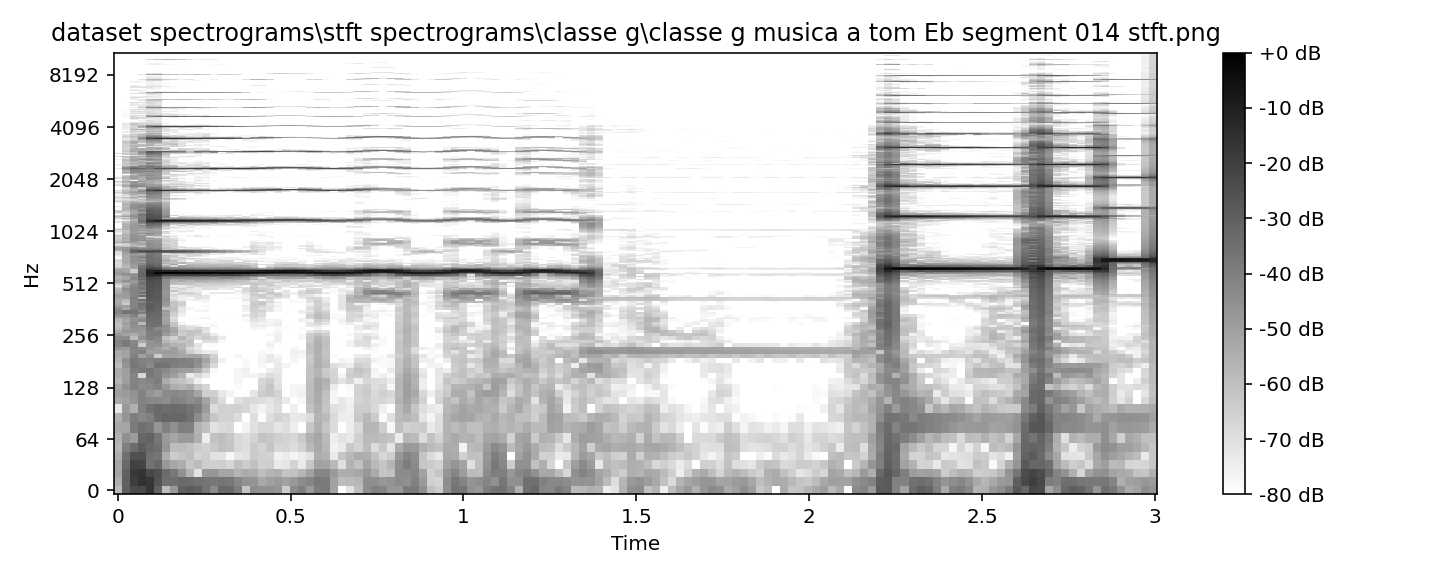 dataset spectrograms\stft spectrograms\classe g\classe g musica a tom Eb segment 014 stft.png
8192
4096
2048
1024
512
256
128
64
0
Hz
0
0.5
1
1.5
2
2.5
3
Time
+0 dB
-10 dB
-20 dB
-30 dB
-40 dB
-50 dB
-60 dB
-70 dB
-80 dB